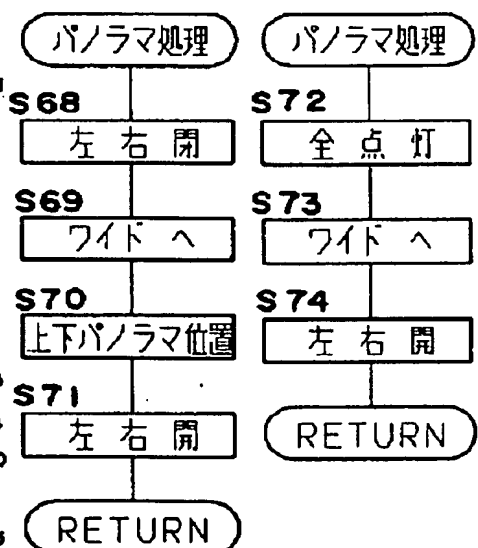 パノラマ処理
S68
左右閉
S69
ワイドへ
S70
上下パノラマ位置
S71
左右開
RETURN
パノラマ処理
S72
全点灯
S73
ワイドへ
S74
左右開
RETURN